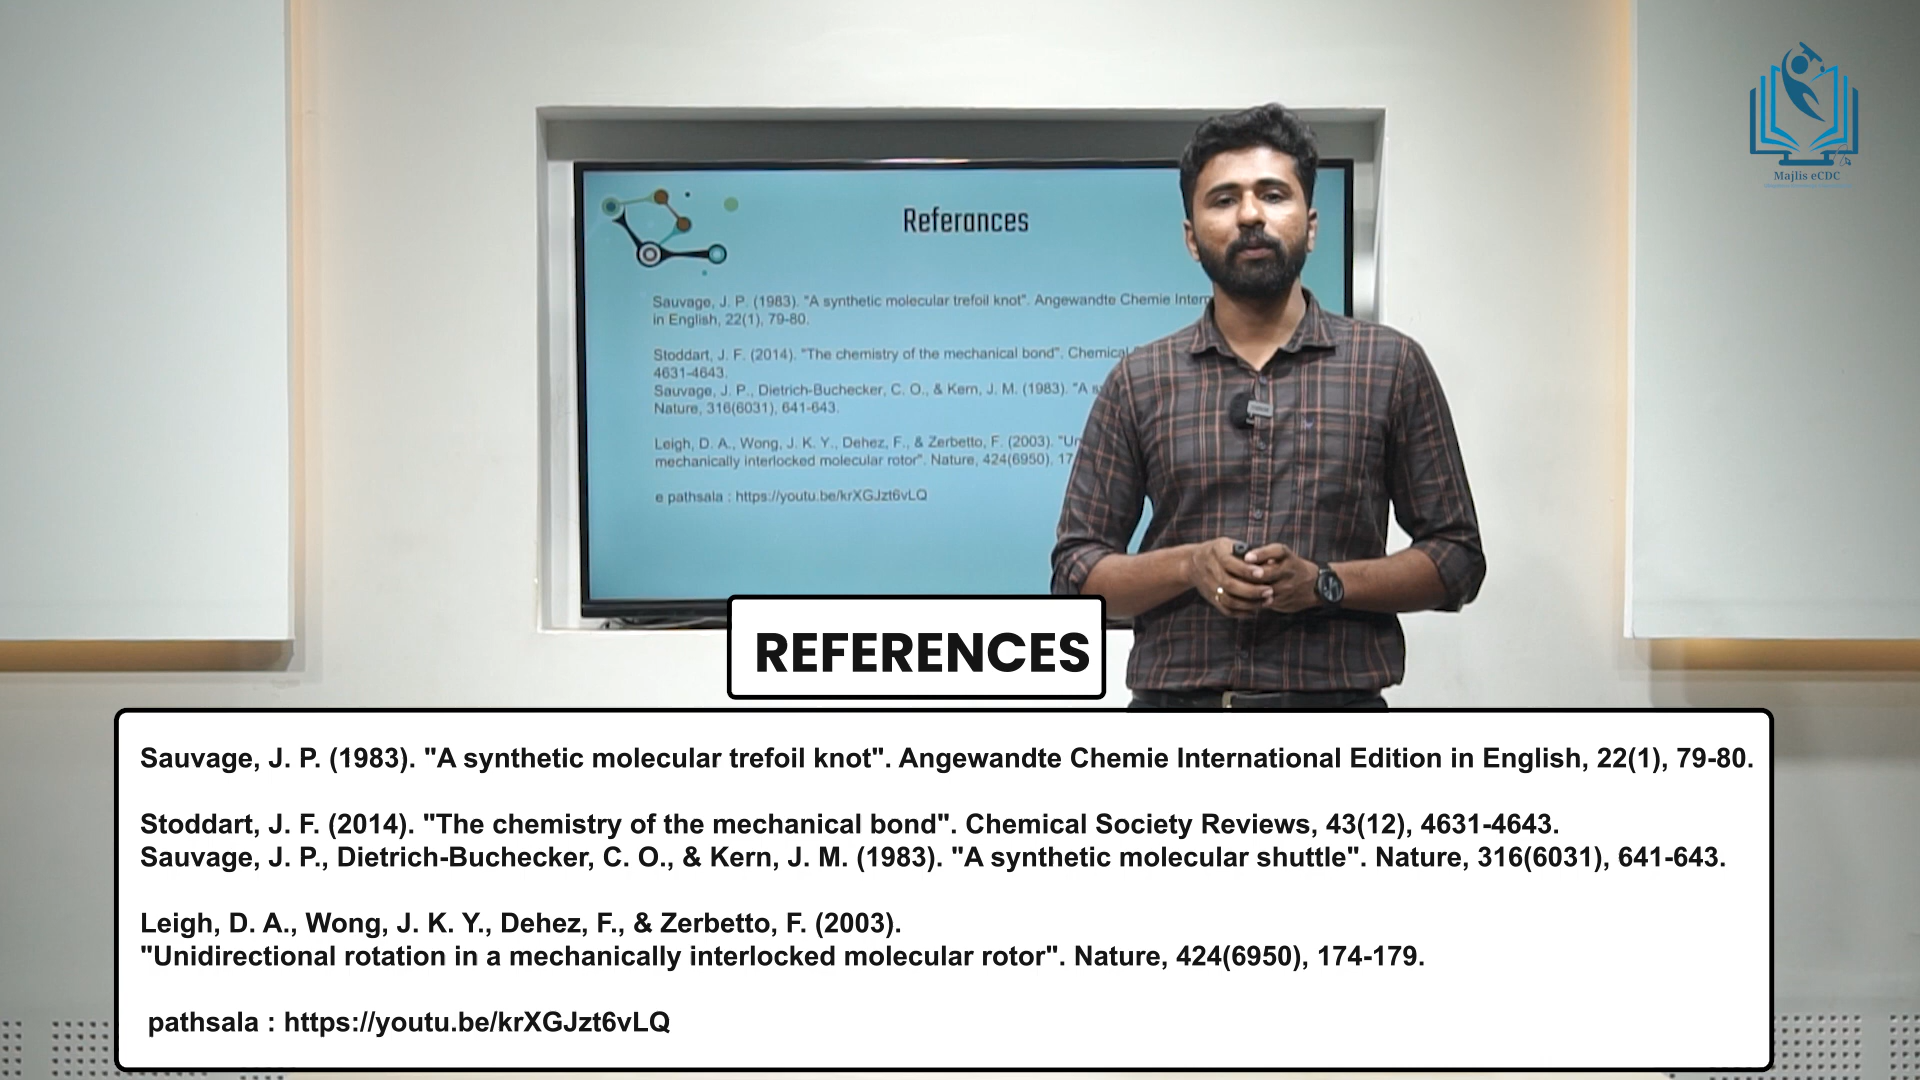 Majlis eCDC
Referances
Sauvage, J. P. (1983). "A synthetic molecular trefoil knot". Angewandte Chemie Intern
in English, 22(1), 79-80.
Stoddart, J. F. (2014). "The chemistry of the mechanical bond". Chemical
4631-4643.
Sauvage, J. P., Dietrich-Buchecker, C. O., & Kern, J. M. (1983). "A s
Nature, 316(6031), 641-643.
Leigh, D. A., Wong, J. K. Y., Dehez, F., & Zerbetto, F. (2003). "Un
mechanically interlocked molecular rotor". Nature, 424(6950), 17
e pathsala : https://youtu.be/krXGJzt6vLQ
REFERENCES
Sauvage, J. P. (1983). "A synthetic molecular trefoil knot". Angewandte Chemie International Edition in English, 22(1), 79-80.
Stoddart, J. F. (2014). "The chemistry of the mechanical bond". Chemical Society Reviews, 43(12), 4631-4643.
Sauvage, J. P., Dietrich-Buchecker, C. O., & Kern, J. M. (1983). "A synthetic molecular shuttle". Nature, 316(6031), 641-643.
Leigh, D. A., Wong, J. K. Y., Dehez, F., & Zerbetto, F. (2003).
"Unidirectional rotation in a mechanically interlocked molecular rotor". Nature, 424(6950), 174-179.
pathsala : https://youtu.be/krXGJzt6vLQ